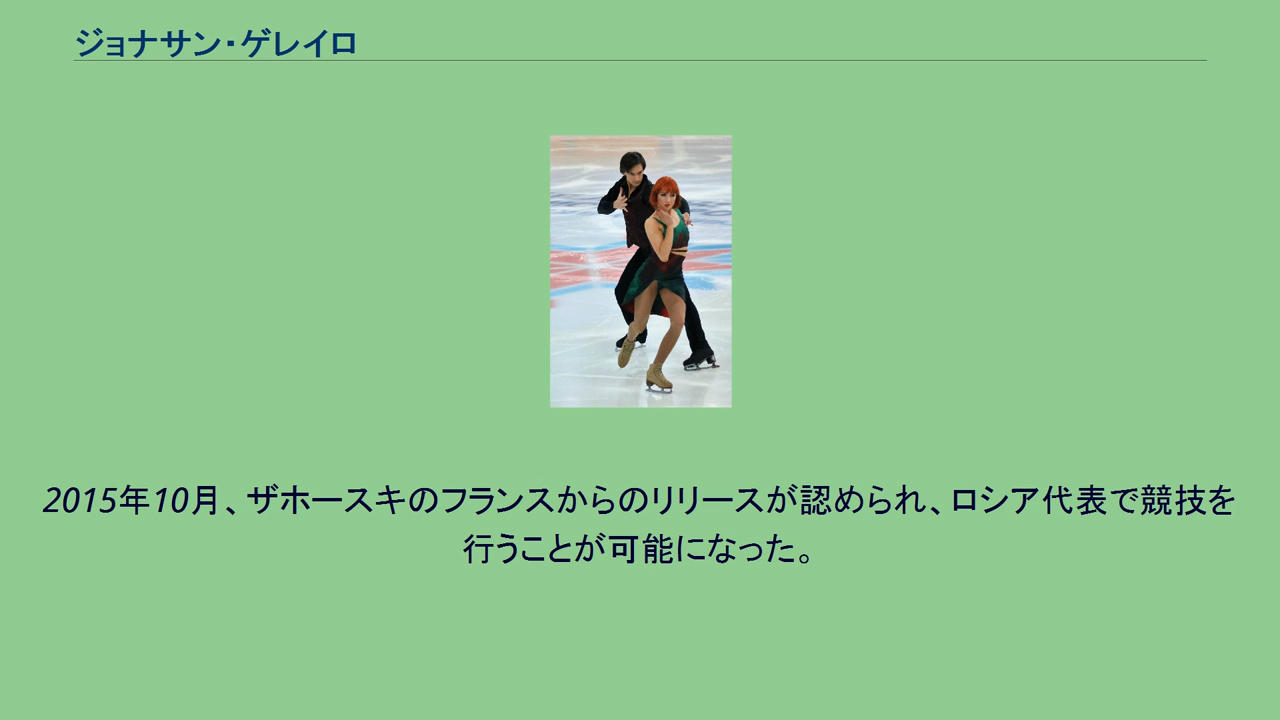 ジョナサン・ゲレイロ
2015年10月、ザホースキのフランスからのリリースが認められ、ロシア代表で競技を
行うことが可能になった。